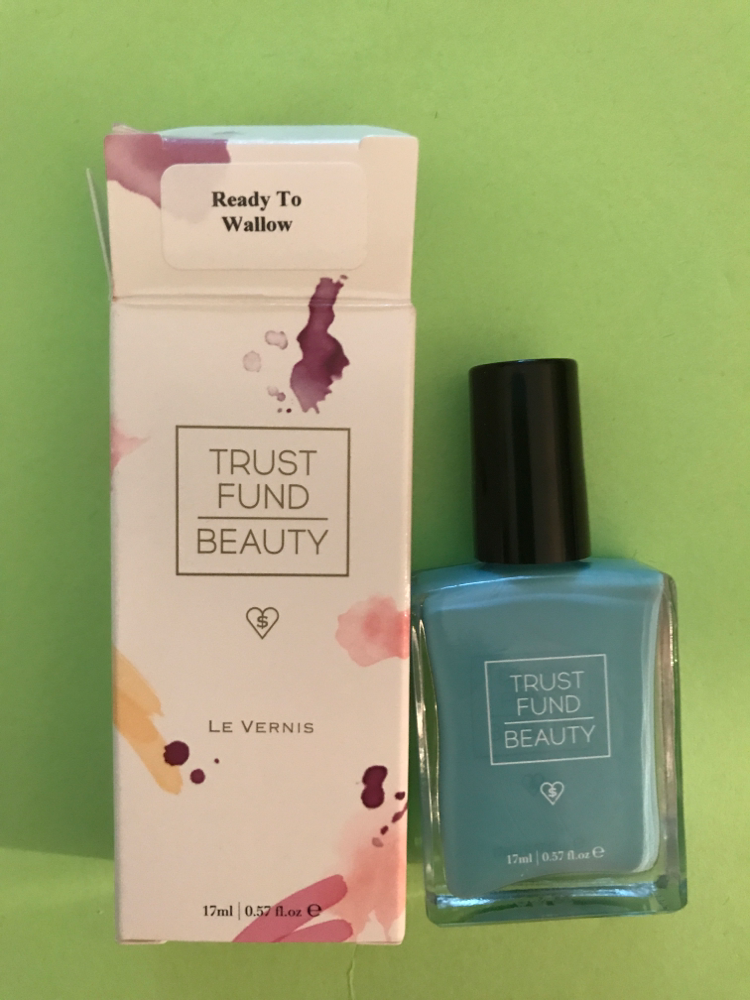 Ready To
Wallow
TRUST
FUND
BEAUTY
$
LE VERNIS
17ml | 0.57 fl.oz ℮
TRUST
FUND
BEAUTY
$
17ml | 0.57 fl.oz ℮